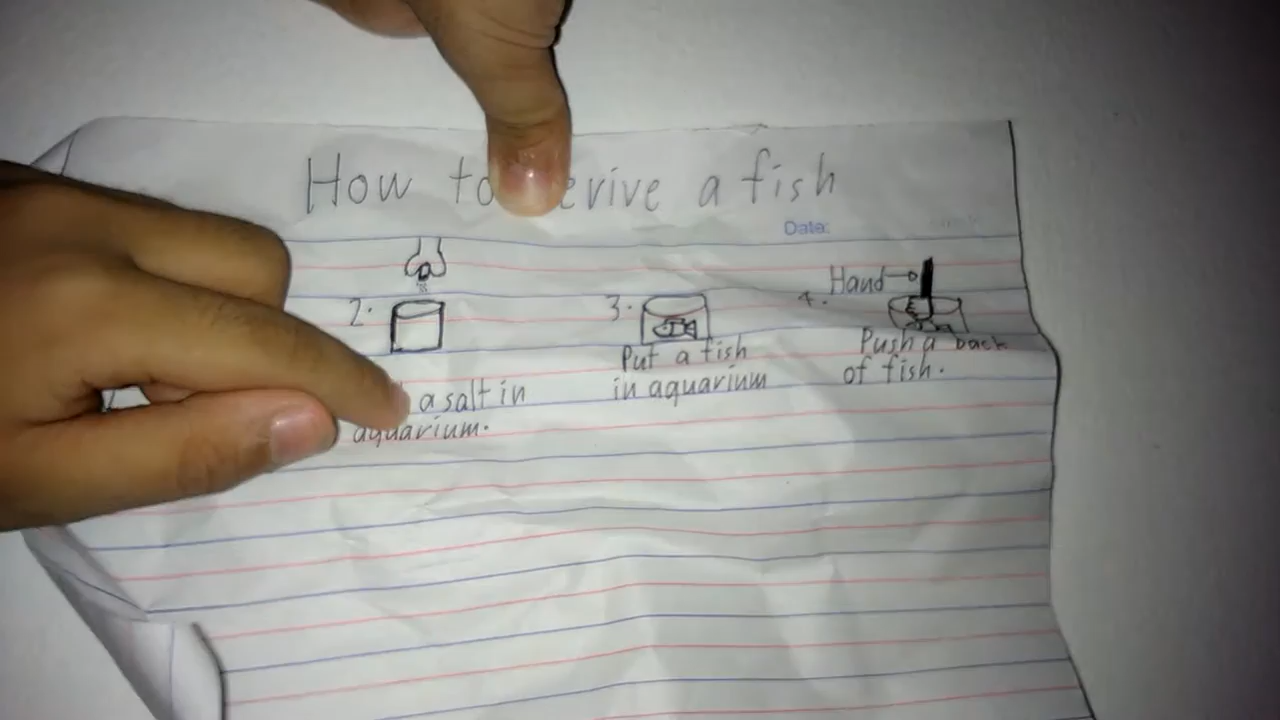 How to erive a fish
Date:
2.
a salt in
aquarium.
3.
Put a fish
in aquarium
4.
Hand
Push a back
of fish.